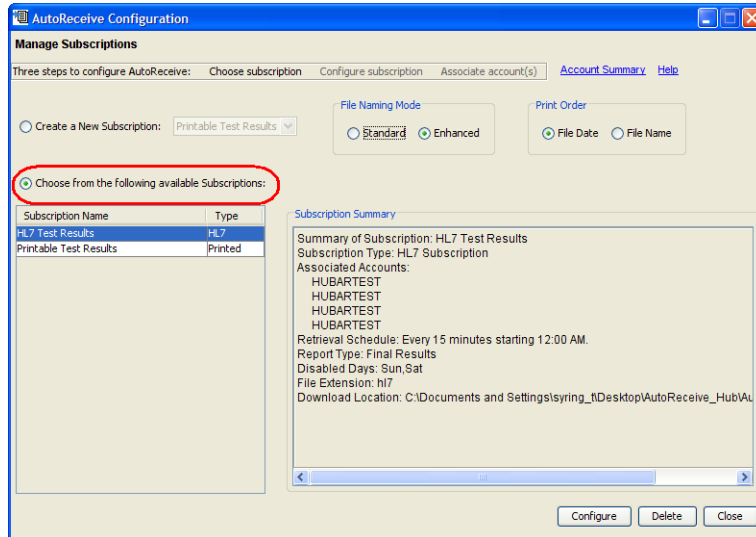 AutoReceive Configuration
Manage Subscriptions
Three steps to configure AutoReceive: Choose subscription Configure subscription Associate account(s) Account Summary Help
File Naming Mode Print Order
Create a New Subscription: Printable Test Results Standard Enhanced File Date File Name
Choose from the following available Subscriptions:
Subscription Name Type
HL7 Test Results HL7
Printable Test Results Printed
Subscription Summary
Summary of Subscription: HL7 Test Results
Subscription Type: HL7 Subscription
Associated Accounts:
HUBARTEST
HUBARTEST
HUBARTEST
HUBARTEST
Retrieval Schedule: Every 15 minutes starting 12:00 AM.
Report Type: Final Results
Disabled Days: Sun,Sat
File Extension: hl7
Download Location: C:\Documents and Settings\syring_t\Desktop\AutoReceive_Hub\Au
Configure Delete Close